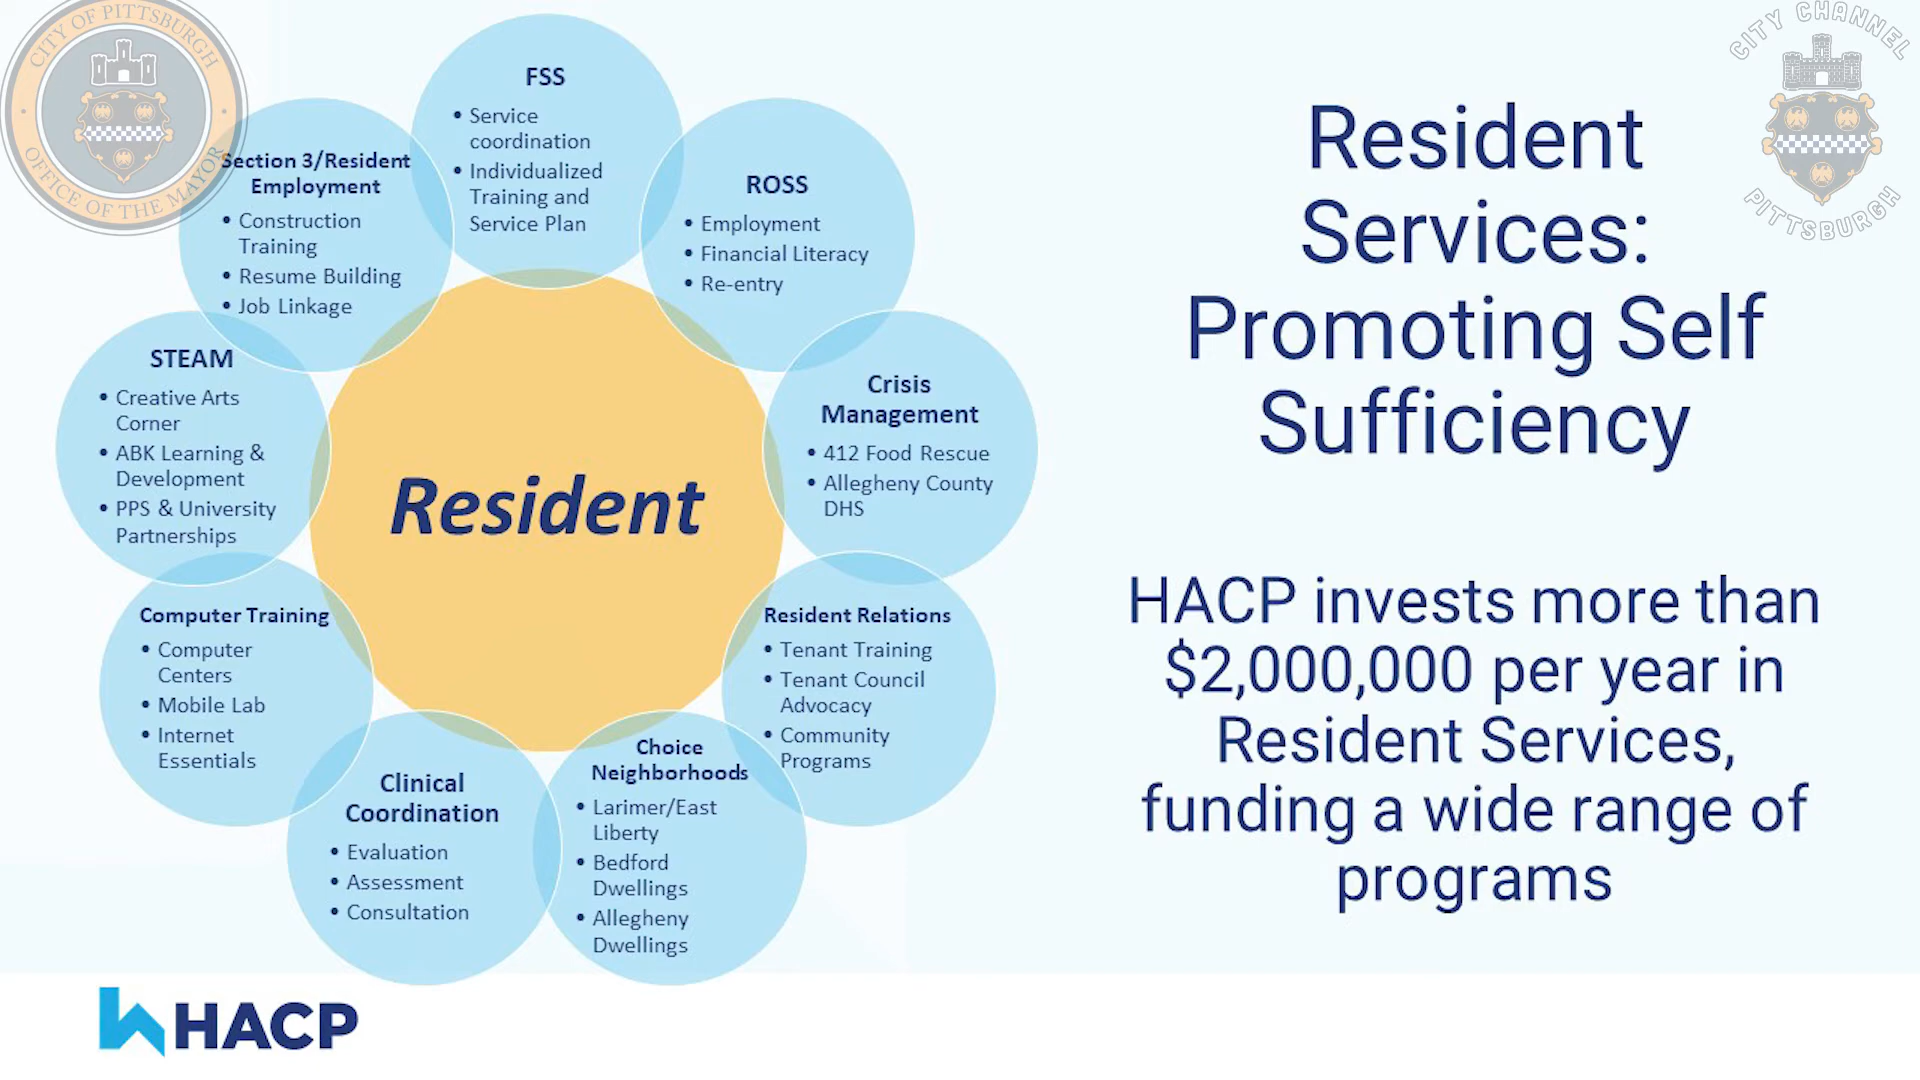 CITY OF PITTSBURGH
OFFICE OF THE MAYOR
CITY CHANNEL
PITTSBURGH
FSS
• Service
coordination
• Individualized
Training and
Service Plan
ROSS
• Employment
• Financial Literacy
• Re-entry
Crisis
Management
• 412 Food Rescue
• Allegheny County
DHS
Resident Relations
• Tenant Training
• Tenant Council
Advocacy
• Community
Programs
Choice
Neighborhoods
• Larimer/East
Liberty
• Bedford
Dwellings
• Allegheny
Dwellings
Clinical
Coordination
• Evaluation
• Assessment
• Consultation
Computer Training
• Computer
Centers
• Mobile Lab
• Internet
Essentials
STEAM
• Creative Arts
Corner
• ABK Learning &
Development
• PPS & University
Partnerships
Section 3/Resident
Employment
• Construction
Training
• Resume Building
• Job Linkage
Resident
Resident
Services:
Promoting Self
Sufficiency
HACP invests more than
$2,000,000 per year in
Resident Services,
funding a wide range of
programs
HACP